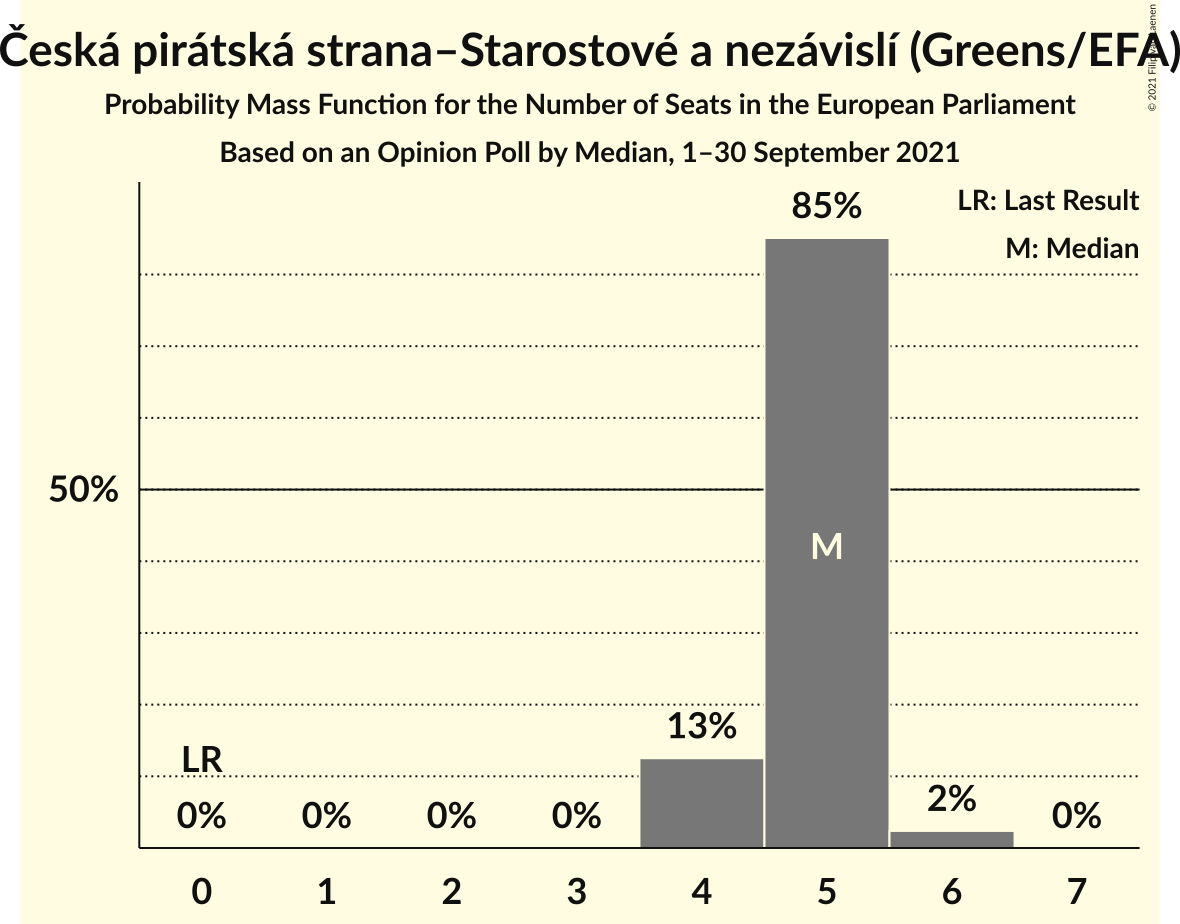 Česká pirátská strana–Starostové a nezávislí (Greens/EFA)
Probability Mass Function for the Number of Seats in the European Parliament
Based on an Opinion Poll by Median, 1–30 September 2021
© 2021 Filip
LR: Last Result
M: Median
85%
50%
M
13%
LR
2%
0% 0% 0% 0% 0%
0 1 2 3 4 5 6 7